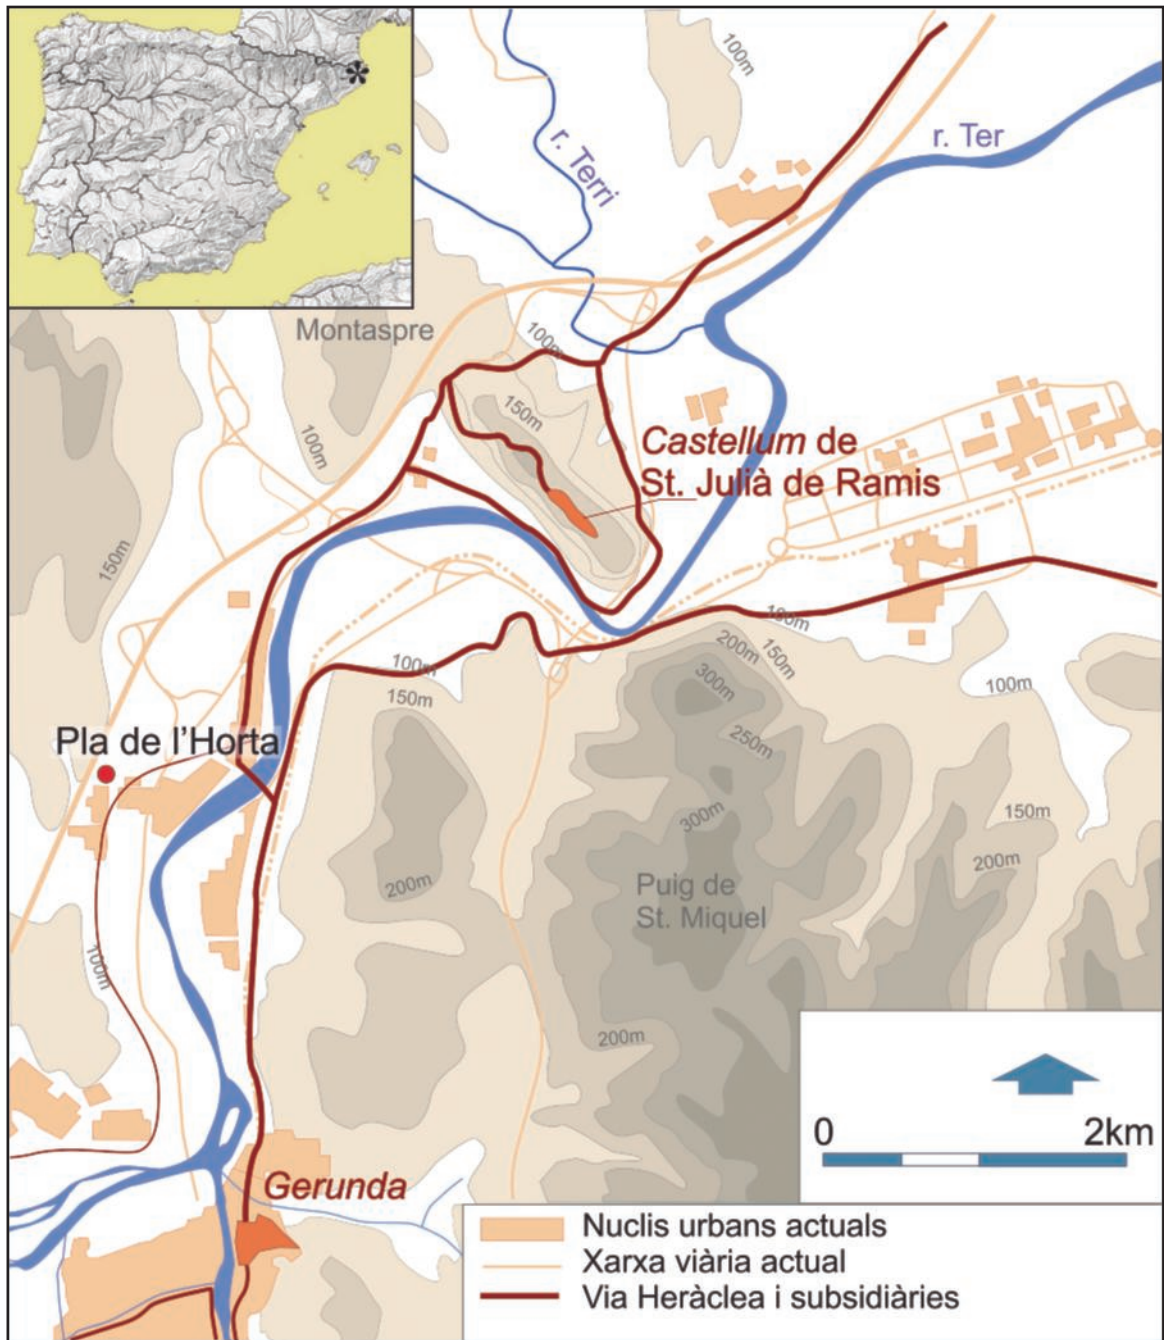 100m
r. Ter
r. Terri
Montaspre
100m
150m
100m
Castellum de
St. Julià de Ramis
150m
100m
200m
150m
100m
300m
150m
100m
250m
Pla de l'Horta
300m
150m
200m
200m
Puig de
St. Miquel
100m
200m
0 2km
Gerunda
Nuclis urbans actuals
Xarxa viària actual
Via Heràclea i subsidiàries